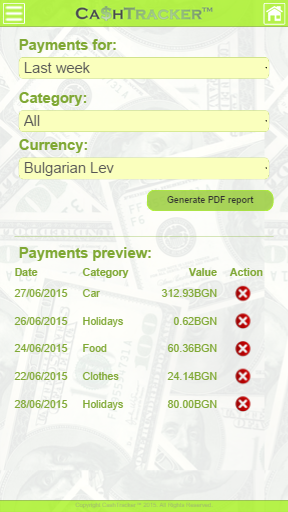 CA$HTRACKER™
Payments for:
Last week
Category:
All
Currency:
Bulgarian Lev
Generate PDF report
Payments preview:
Date Category Value Action
27/06/2015 Car 312.93BGN
26/06/2015 Holidays 0.62BGN
24/06/2015 Food 60.36BGN
22/06/2015 Clothes 24.14BGN
28/06/2015 Holidays 80.00BGN
Copyright CashTracker™ 2015. All Rights Reserved.